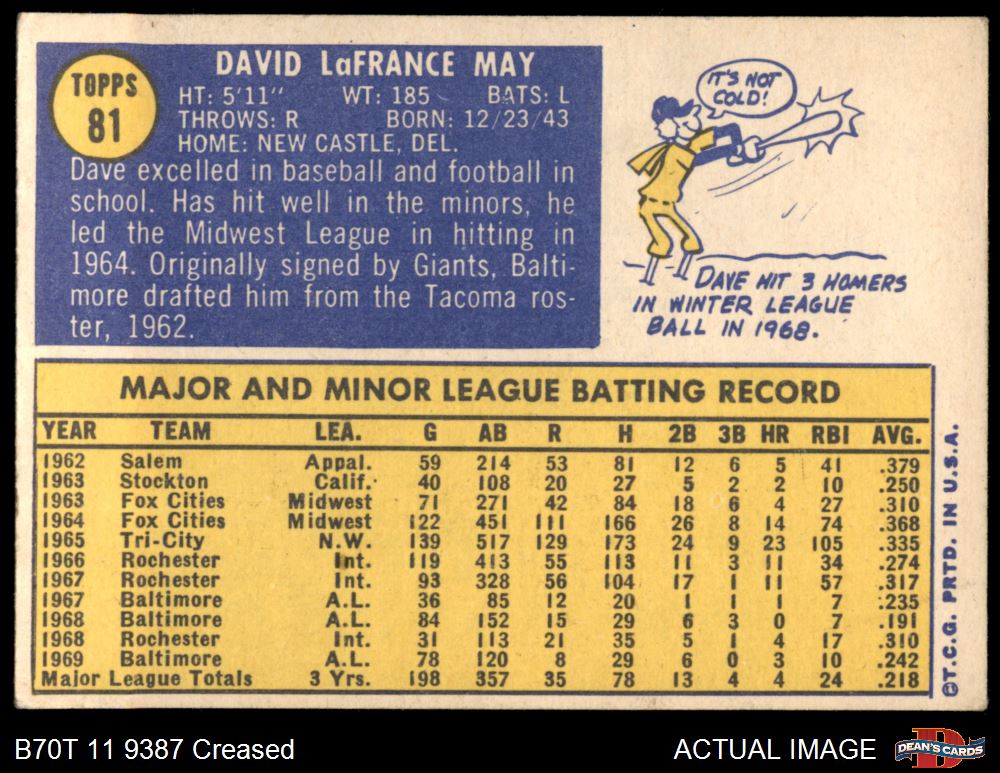 TOPPS
81
DAVID LaFRANCE MAY
HT: 5'11" WT: 185 BATS: L
THROWS: R BORN: 12/23/43
HOME: NEW CASTLE, DEL.
Dave excelled in baseball and football in
school. Has hit well in the minors, he
led the Midwest League in hitting in
1964. Originally signed by Giants, Balti-
more drafted him from the Tacoma ros-
ter, 1962.
IT'S NOT
COLD!
DAVE HIT 3 HOMERS
IN WINTER LEAGUE
BALL IN 1968.
MAJOR AND MINOR LEAGUE BATTING RECORD
YEAR TEAM LEA. G AB R H 2B 3B HR RBI AVG.
1962 Salem Appal. 59 214 53 81 12 6 5 41 .379
1963 Stockton Calif. 40 108 20 27 5 2 2 10 .250
1963 Fox Cities Midwest 71 271 42 84 18 6 4 27 .310
1964 Fox Cities Midwest 122 451 111 166 26 8 14 74 .368
1965 Tri-City N.W. 139 517 129 173 24 9 23 105 .335
1966 Rochester Int. 119 413 55 113 11 3 11 34 .274
1967 Rochester Int. 93 328 56 104 17 1 11 57 .317
1967 Baltimore A.L. 36 85 12 20 1 1 1 7 .235
1968 Baltimore A.L. 84 152 15 29 6 3 0 7 .191
1968 Rochester Int. 31 113 21 35 5 1 4 17 .310
1969 Baltimore A.L. 78 120 8 29 6 0 3 10 .242
Major League Totals 3 Yrs. 198 357 35 78 13 4 4 24 .218
©T.C.G. PRTD. IN U.S.A.
B70T 11 9387 Creased
ACTUAL IMAGE
D
DEAN'S CARDS